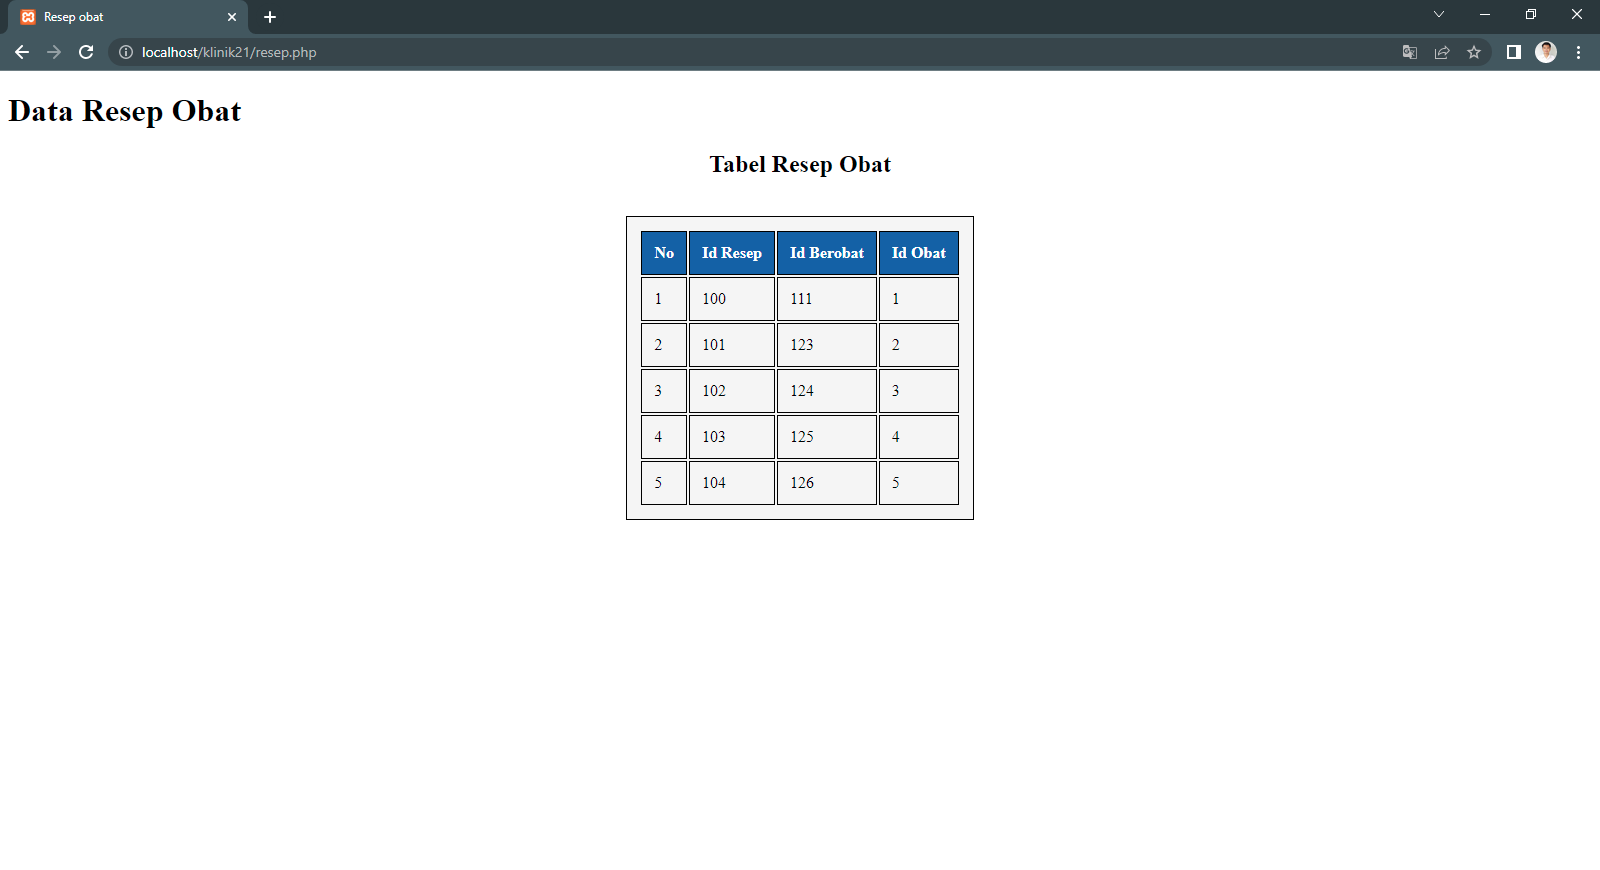 Resep obat
localhost/klinik21/resep.php
Data Resep Obat
Tabel Resep Obat
No Id Resep Id Berobat Id Obat
1 100 111 1
2 101 123 2
3 102 124 3
4 103 125 4
5 104 126 5